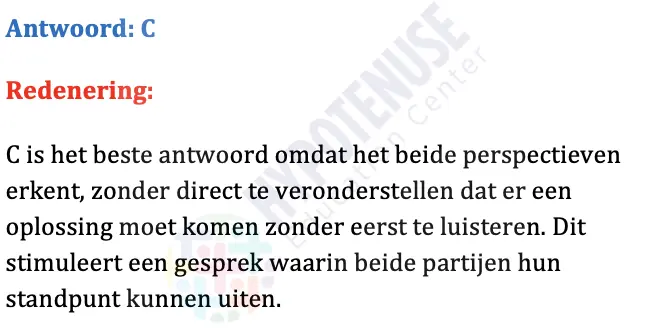 Antwoord: C
Redenering:
C is het beste antwoord omdat het beide perspectieven
erkent, zonder direct te veronderstellen dat er een
oplossing moet komen zonder eerst te luisteren. Dit
stimuleert een gesprek waarin beide partijen hun
standpunt kunnen uiten.
HYPOTENUSE
Education Center